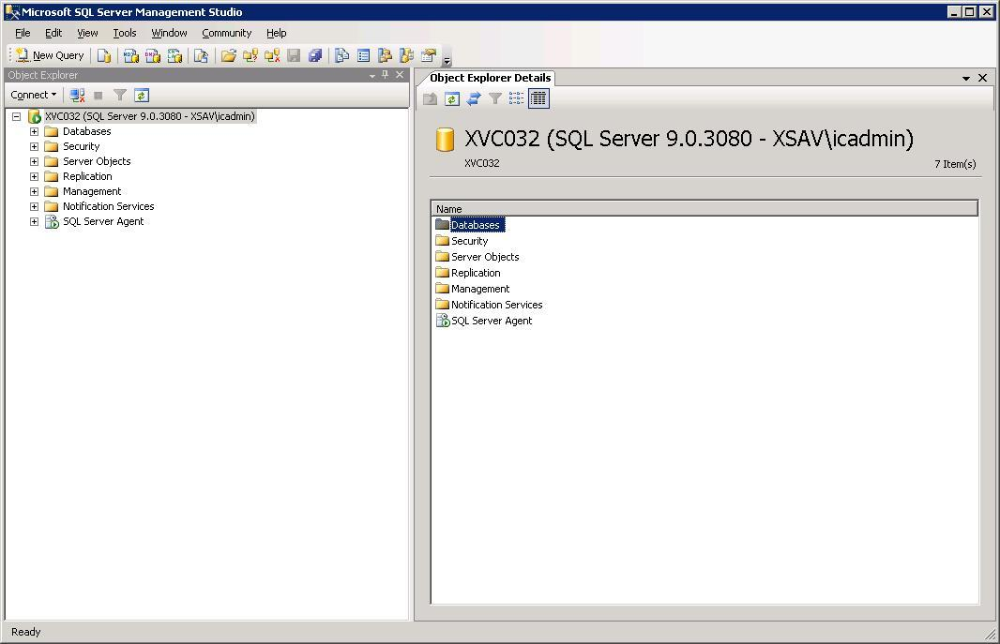 Microsoft SQL Server Management Studio
File Edit View Tools Window Community Help
New Query
Object Explorer
Connect
XVC032 (SQL Server 9.0.3080 - XSAV\icadmin)
Databases
Security
Server Objects
Replication
Management
Notification Services
SQL Server Agent
Object Explorer Details
XVC032 (SQL Server 9.0.3080 - XSAV\icadmin)
XVC032 7 Item(s)
Name
Databases
Security
Server Objects
Replication
Management
Notification Services
SQL Server Agent
Ready